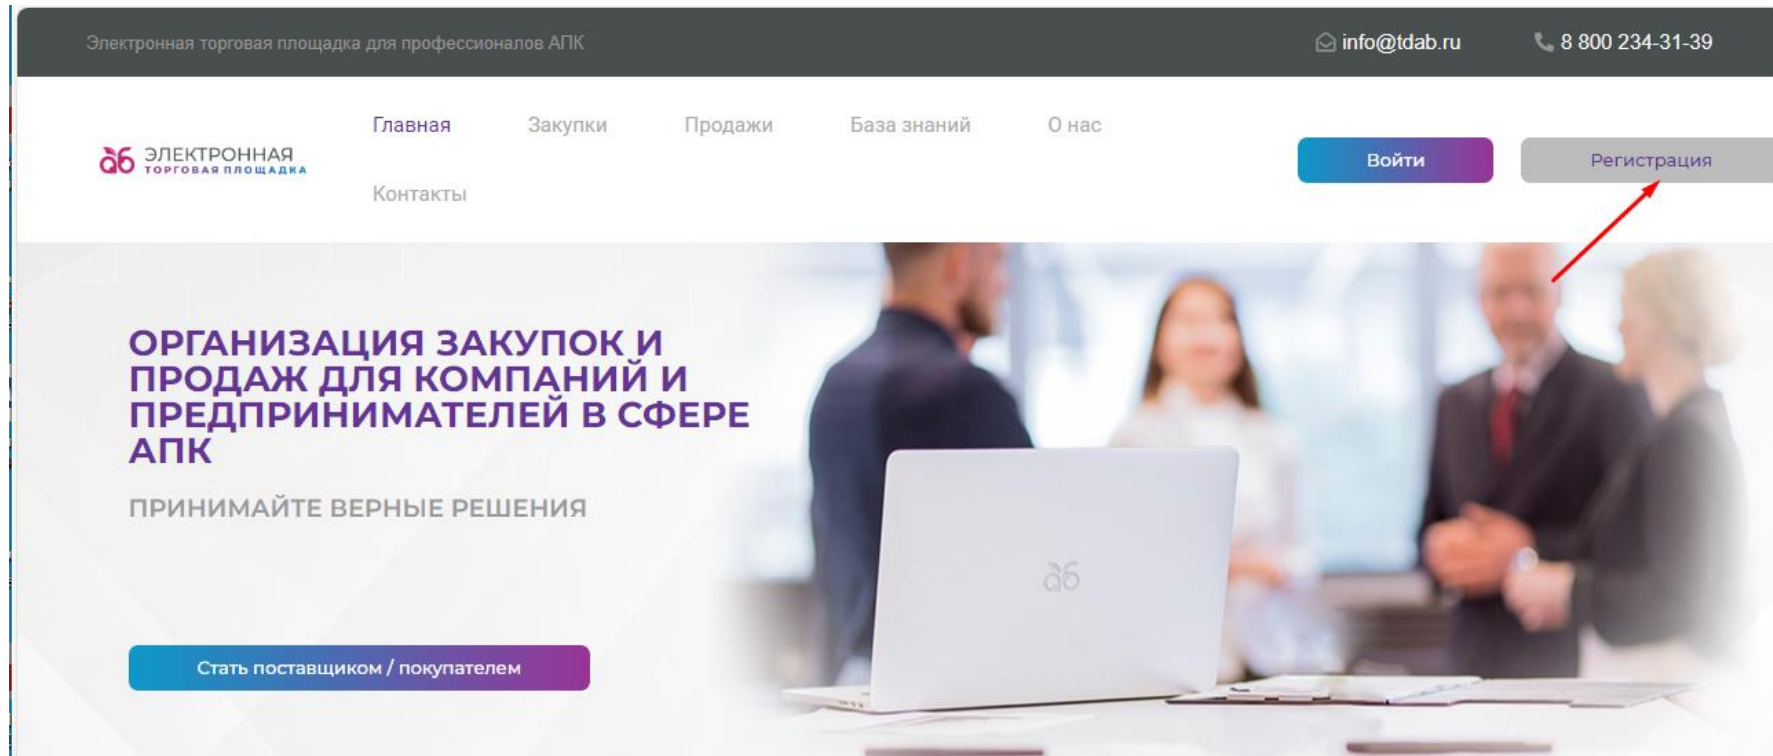 Электронная торговая площадка для профессионалов АПК
info@tdab.ru
8 800 234-31-39
аб ЭЛЕКТРОННАЯ
ТОРГОВАЯ ПЛОЩАДКА
Главная
Закупки
Продажи
База знаний
О нас
Контакты
Войти
Регистрация
ОРГАНИЗАЦИЯ ЗАКУПОК И
ПРОДАЖ ДЛЯ КОМПАНИЙ И
ПРЕДПРИНИМАТЕЛЕЙ В СФЕРЕ
АПК
ПРИНИМАЙТЕ ВЕРНЫЕ РЕШЕНИЯ
аб
Стать поставщиком / покупателем